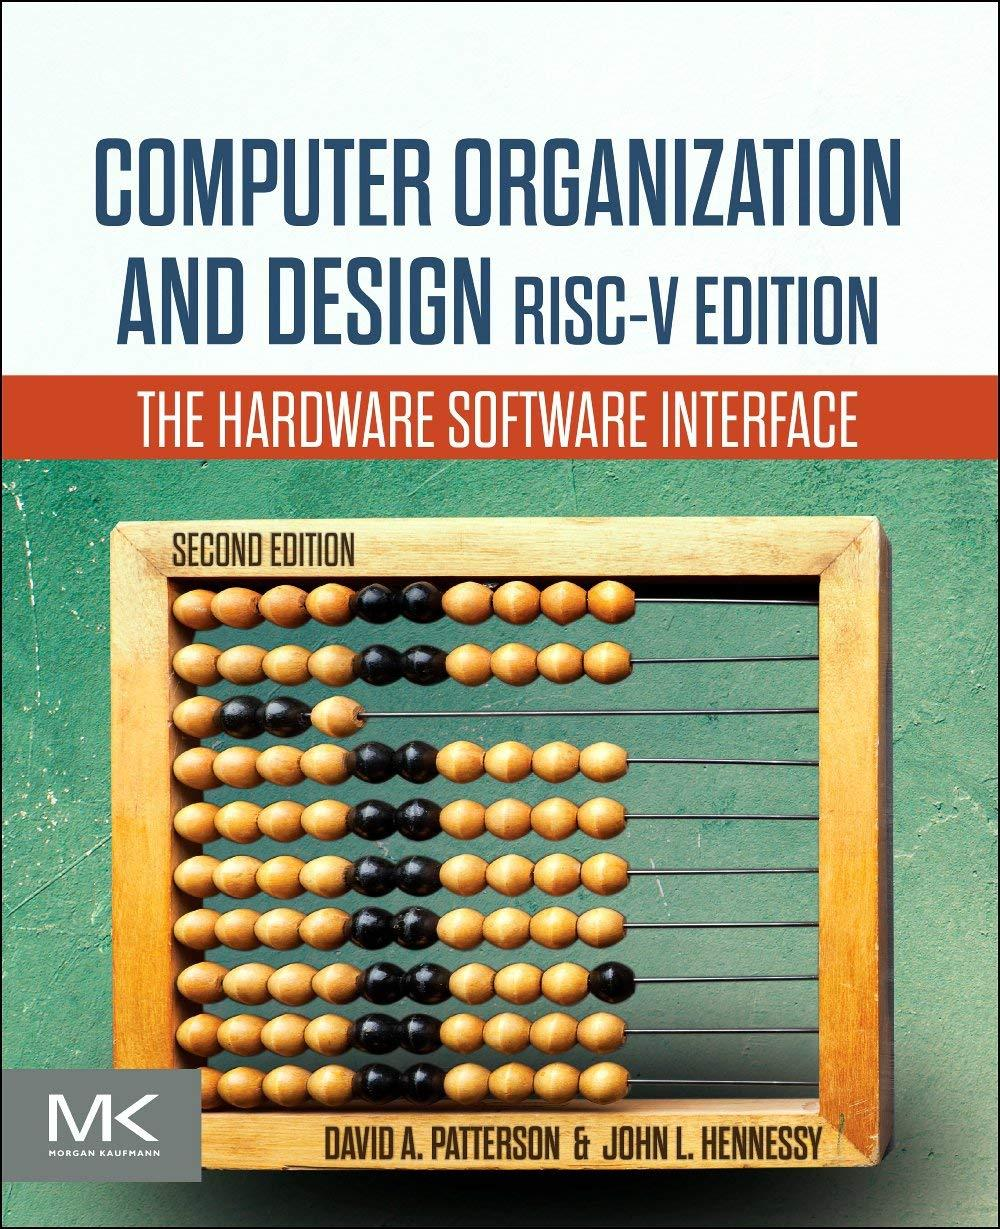 COMPUTER ORGANIZATION
AND DESIGN RISC-V EDITION
THE HARDWARE SOFTWARE INTERFACE
SECOND EDITION
MK
MORGAN KAUFMANN
DAVID A. PATTERSON & JOHN L. HENNESSY